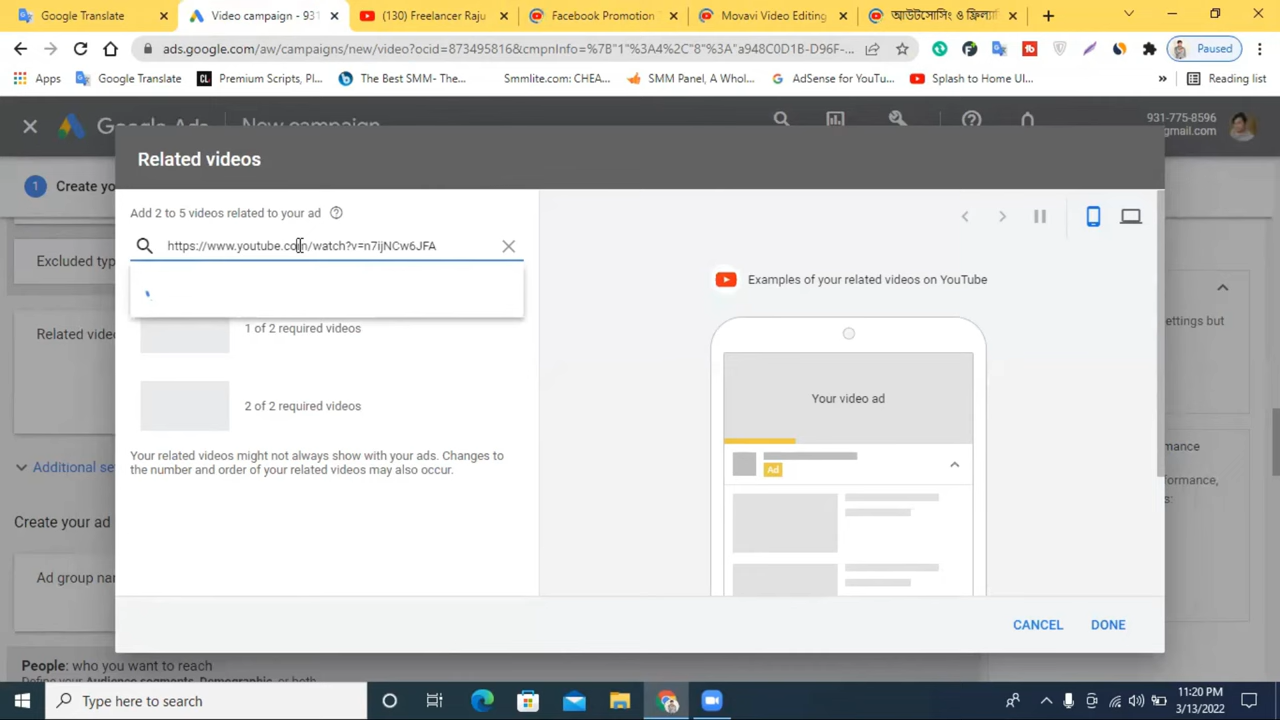 Google Translate
Video campaign - 931
(130) Freelancer Raju
Facebook Promotion
Movavi Video Editing
আউটসোর্সিং ও ফ্রিল্যা
ads.google.com/aw/campaigns/new/video?ocid=873495816&cmpnInfo=%7B"1"%3A4%2C"8"%3A"a948C0D1B-D96F-...
Paused
Apps
Google Translate
Premium Scripts, Pl...
The Best SMM- The...
Smmlite.com: CHEA...
SMM Panel, A Whol...
AdSense for YouTu...
Splash to Home UI...
»
Reading list
Google Ads
New campaign
931-775-8596
@gmail.com
1
Create yo
Related videos
Add 2 to 5 videos related to your ad
https://www.youtube.com/watch?v=n7ijNCw6JFA
1 of 2 required videos
2 of 2 required videos
Your related videos might not always show with your ads. Changes to
the number and order of your related videos may also occur.
Examples of your related videos on YouTube
Your video ad
Ad
CANCEL
DONE
Excluded typ
Related video
Additional se
Create your ad
Ad group nam
People: who you want to reach
ettings but
mance
formance,
s:
Type here to search
11:20 PM
3/13/2022